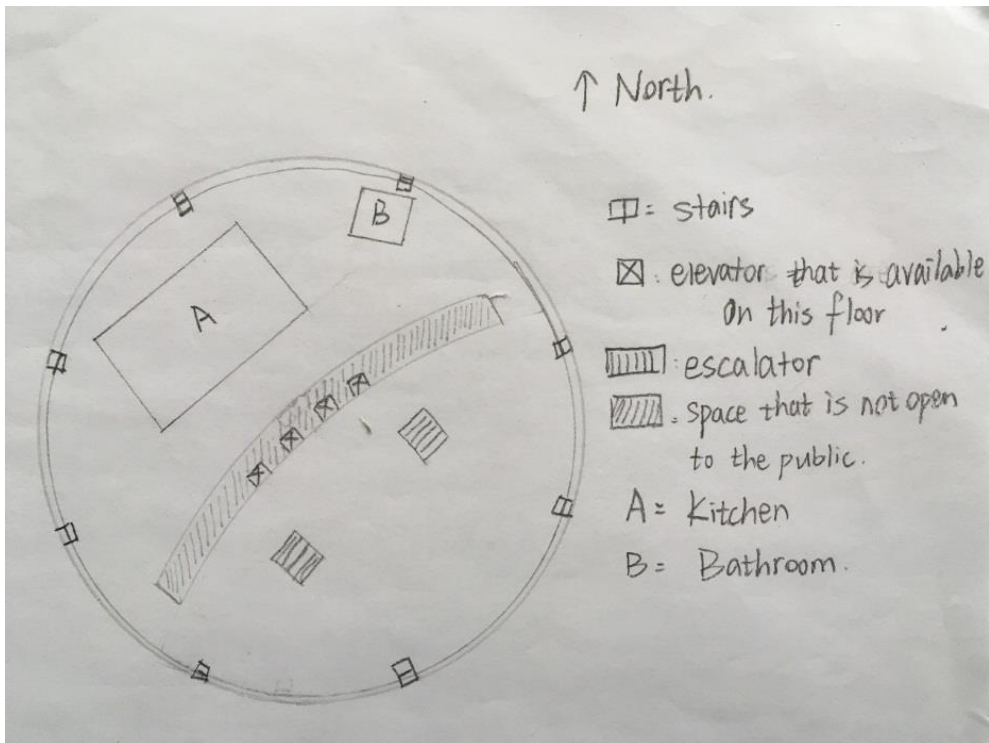 ↑ North.
= stairs
: elevator that is available
on this floor
: escalator
= space that is not open
to the public.
A = Kitchen
B = Bathroom.
A
B